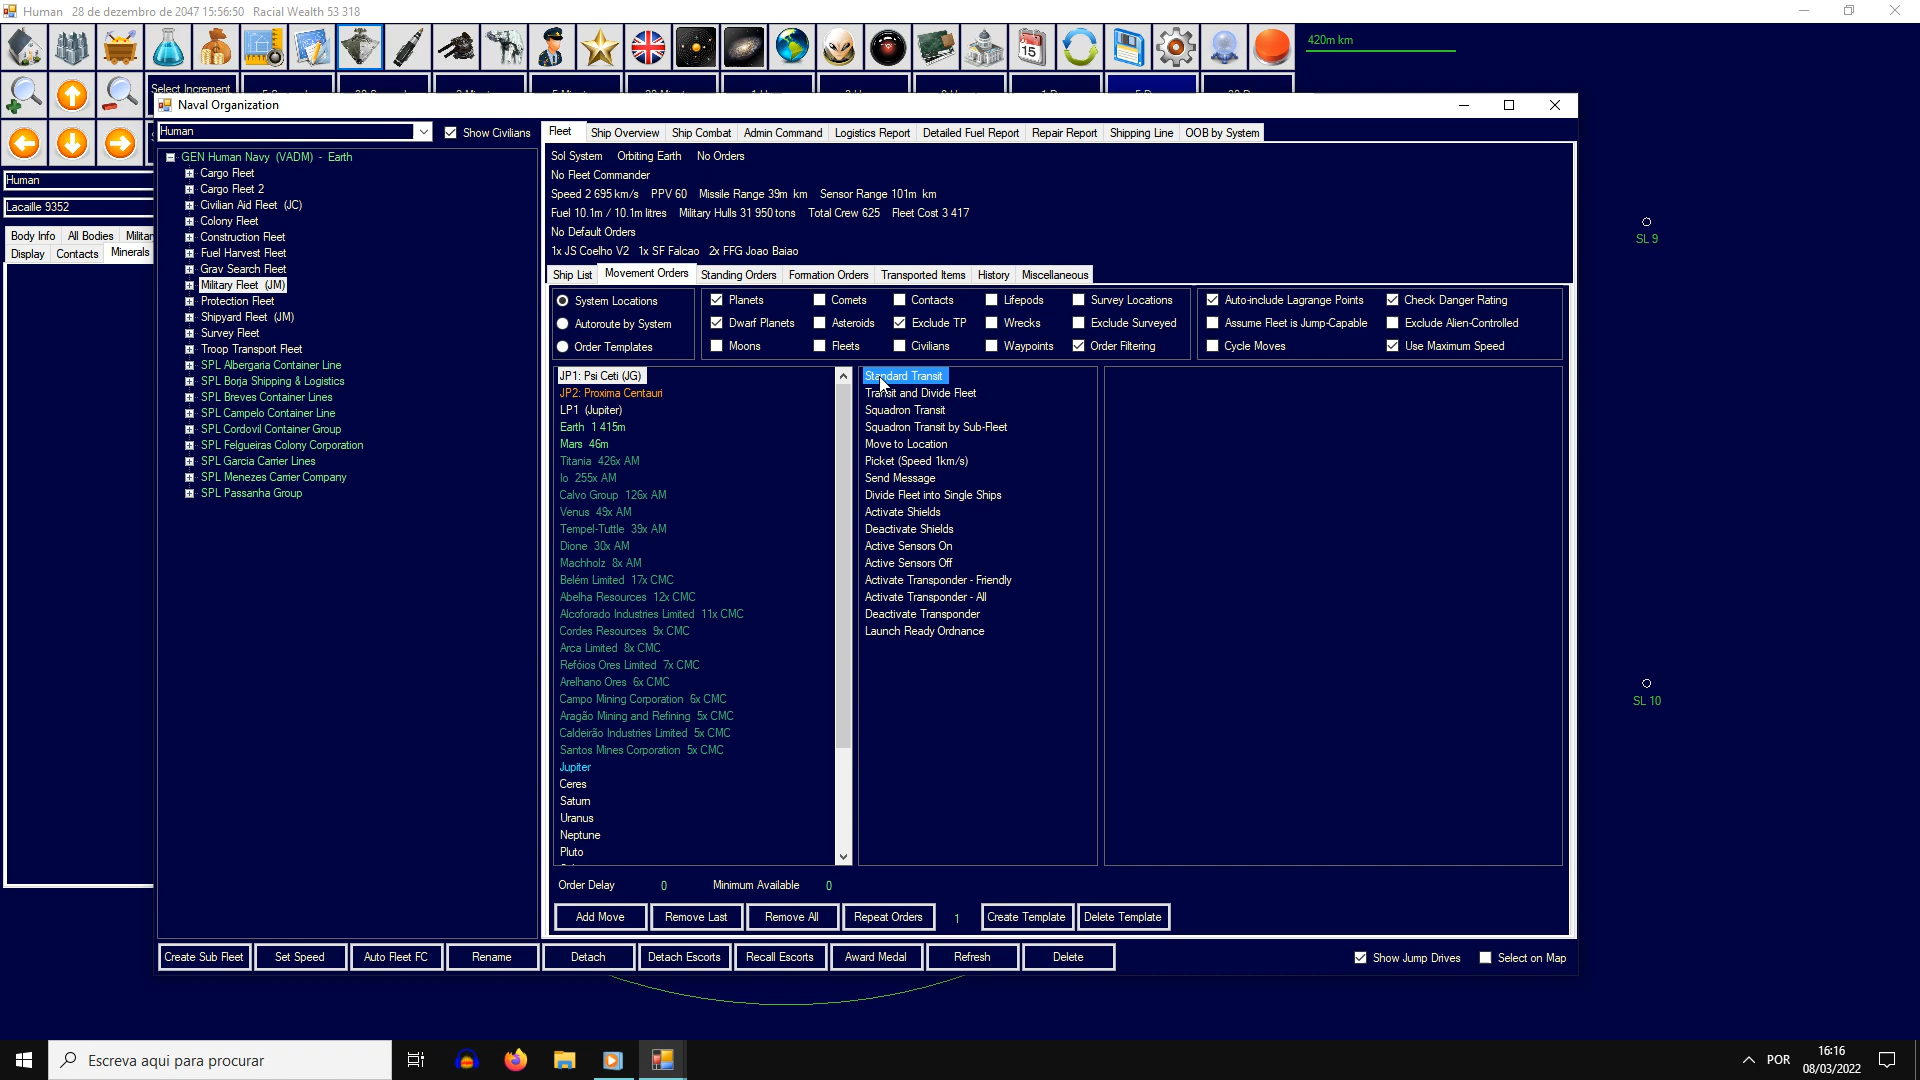 Human 28 de dezembro de 2047 15:56:50 Racial Wealth 53 318
420m km
Select Increment
Naval Organization
Human
Show Civilians
Fleet Ship Overview Ship Combat Admin Command Logistics Report Detailed Fuel Report Repair Report Shipping Line OOB by System
Human
Lacaille 9352
Body Info All Bodies Militar
Display Contacts Minerals
GEN Human Navy (VADM) - Earth
Cargo Fleet
Cargo Fleet 2
Civilian Aid Fleet (JC)
Colony Fleet
Construction Fleet
Fuel Harvest Fleet
Grav Search Fleet
Military Fleet (JM)
Protection Fleet
Shipyard Fleet (JM)
Survey Fleet
Troop Transport Fleet
SPL Albergaria Container Line
SPL Borja Shipping & Logistics
SPL Breves Container Lines
SPL Campelo Container Line
SPL Cordovil Container Group
SPL Felgueiras Colony Corporation
SPL Garcia Carrier Lines
SPL Menezes Carrier Company
SPL Passanha Group
Sol System Orbiting Earth No Orders
No Fleet Commander
Speed 2 695 km/s PPV 60 Missile Range 39m km Sensor Range 101m km
Fuel 10.1m / 10.1m litres Military Hulls 31 950 tons Total Crew 625 Fleet Cost 3 417
No Default Orders
1x JS Coelho V2 1x SF Falcao 2x FFG Joao Baiao
Ship List Movement Orders Standing Orders Formation Orders Transported Items History Miscellaneous
System Locations
Autoroute by System
Order Templates
Planets Comets Contacts Lifepods Survey Locations
Dwarf Planets Asteroids Exclude TP Wrecks Exclude Surveyed
Moons Fleets Civilians Waypoints Order Filtering
Auto-include Lagrange Points Check Danger Rating
Assume Fleet is Jump-Capable Exclude Alien-Controlled
Cycle Moves Use Maximum Speed
JP1: Psi Ceti (JG)
JP2: Proxima Centauri
LP1 (Jupiter)
Earth 1 415m
Mars 46m
Titania 426x AM
Io 255x AM
Calvo Group 126x AM
Venus 49x AM
Tempel-Tuttle 39x AM
Dione 30x AM
Machholz 8x AM
Belém Limited 17x CMC
Abelha Resources 12x CMC
Alcoforado Industries Limited 11x CMC
Cordes Resources 9x CMC
Arca Limited 8x CMC
Refóios Ores Limited 7x CMC
Arelhano Ores 6x CMC
Campo Mining Corporation 6x CMC
Aragão Mining and Refining 5x CMC
Caldeirão Industries Limited 5x CMC
Santos Mines Corporation 5x CMC
Jupiter
Ceres
Saturn
Uranus
Neptune
Pluto
Standard Transit
Transit and Divide Fleet
Squadron Transit
Squadron Transit by Sub-Fleet
Move to Location
Picket (Speed 1km/s)
Send Message
Divide Fleet into Single Ships
Activate Shields
Deactivate Shields
Active Sensors On
Active Sensors Off
Activate Transponder - Friendly
Activate Transponder - All
Deactivate Transponder
Launch Ready Ordnance
Order Delay 0 Minimum Available 0
Add Move Remove Last Remove All Repeat Orders 1 Create Template Delete Template
Create Sub Fleet Set Speed Auto Fleet FC Rename Detach Detach Escorts Recall Escorts Award Medal Refresh Delete Show Jump Drives Select on Map
SL 9
SL 10
Escreva aqui para procurar
POR
16:16
08/03/2022